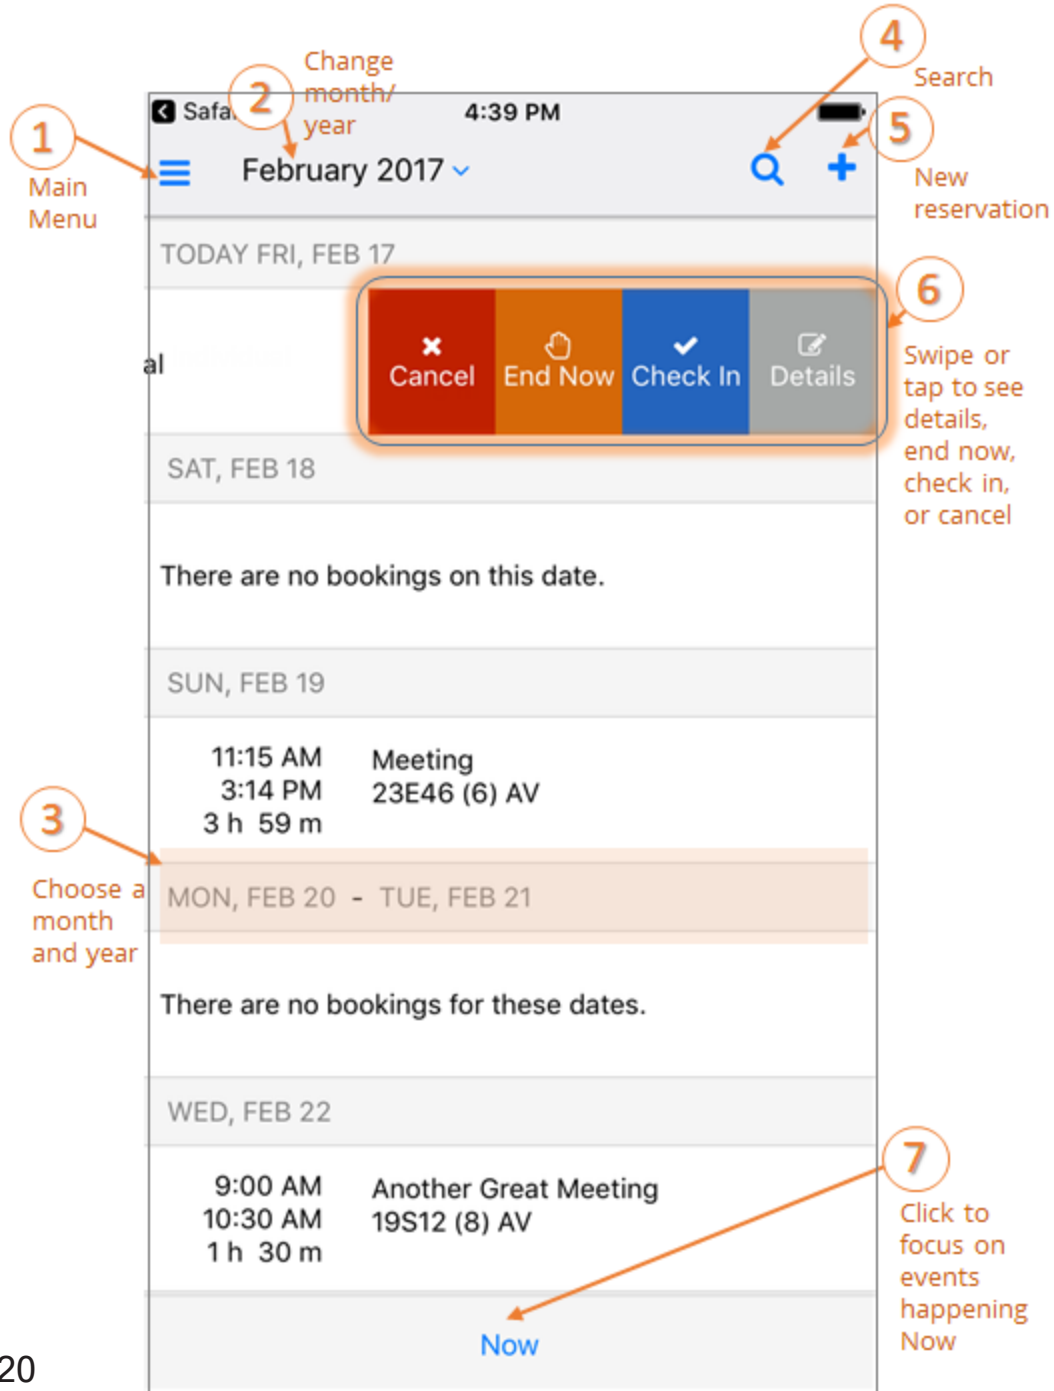 4
Change
month/
year
Search
2
Safa
4:39 PM
5
1
February 2017
Main
Menu
New
reservation
TODAY FRI, FEB 17
6
al
Cancel
End Now
Check In
Details
Swipe or
tap to see
details,
end now,
check in,
or cancel
SAT, FEB 18
There are no bookings on this date.
SUN, FEB 19
11:15 AM
3:14 PM
3 h 59 m
Meeting
23E46 (6) AV
3
Choose a
month
and year
MON, FEB 20 - TUE, FEB 21
There are no bookings for these dates.
WED, FEB 22
9:00 AM
10:30 AM
1 h 30 m
Another Great Meeting
19S12 (8) AV
7
Click to
focus on
events
happening
Now
Now
20